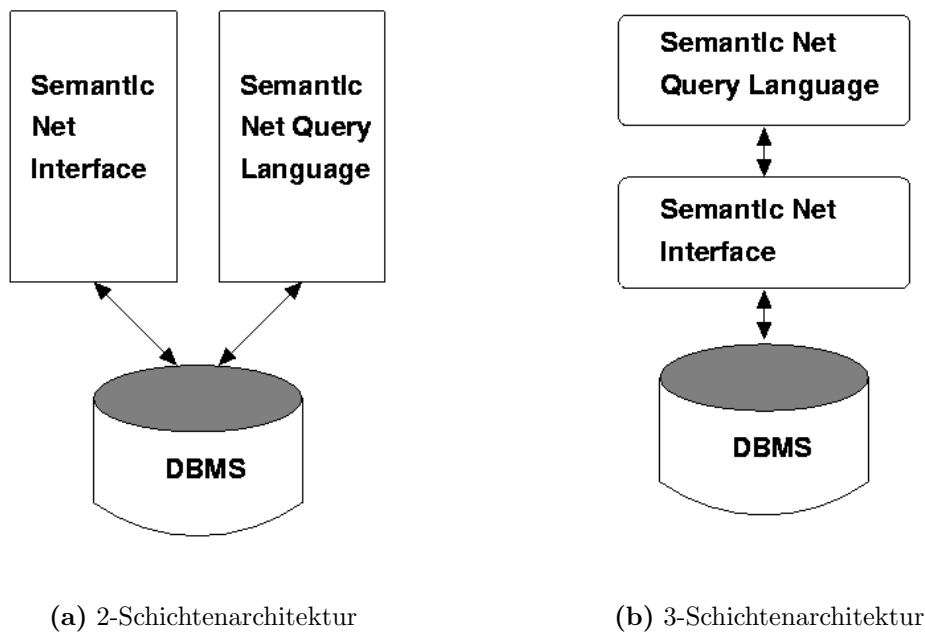 Semantic
Net
Interface
Semantic
Net Query
Language
DBMS
(a) 2-Schichtenarchitektur
Semantic Net
Query Language
Semantic Net
Interface
DBMS
(b) 3-Schichtenarchitektur